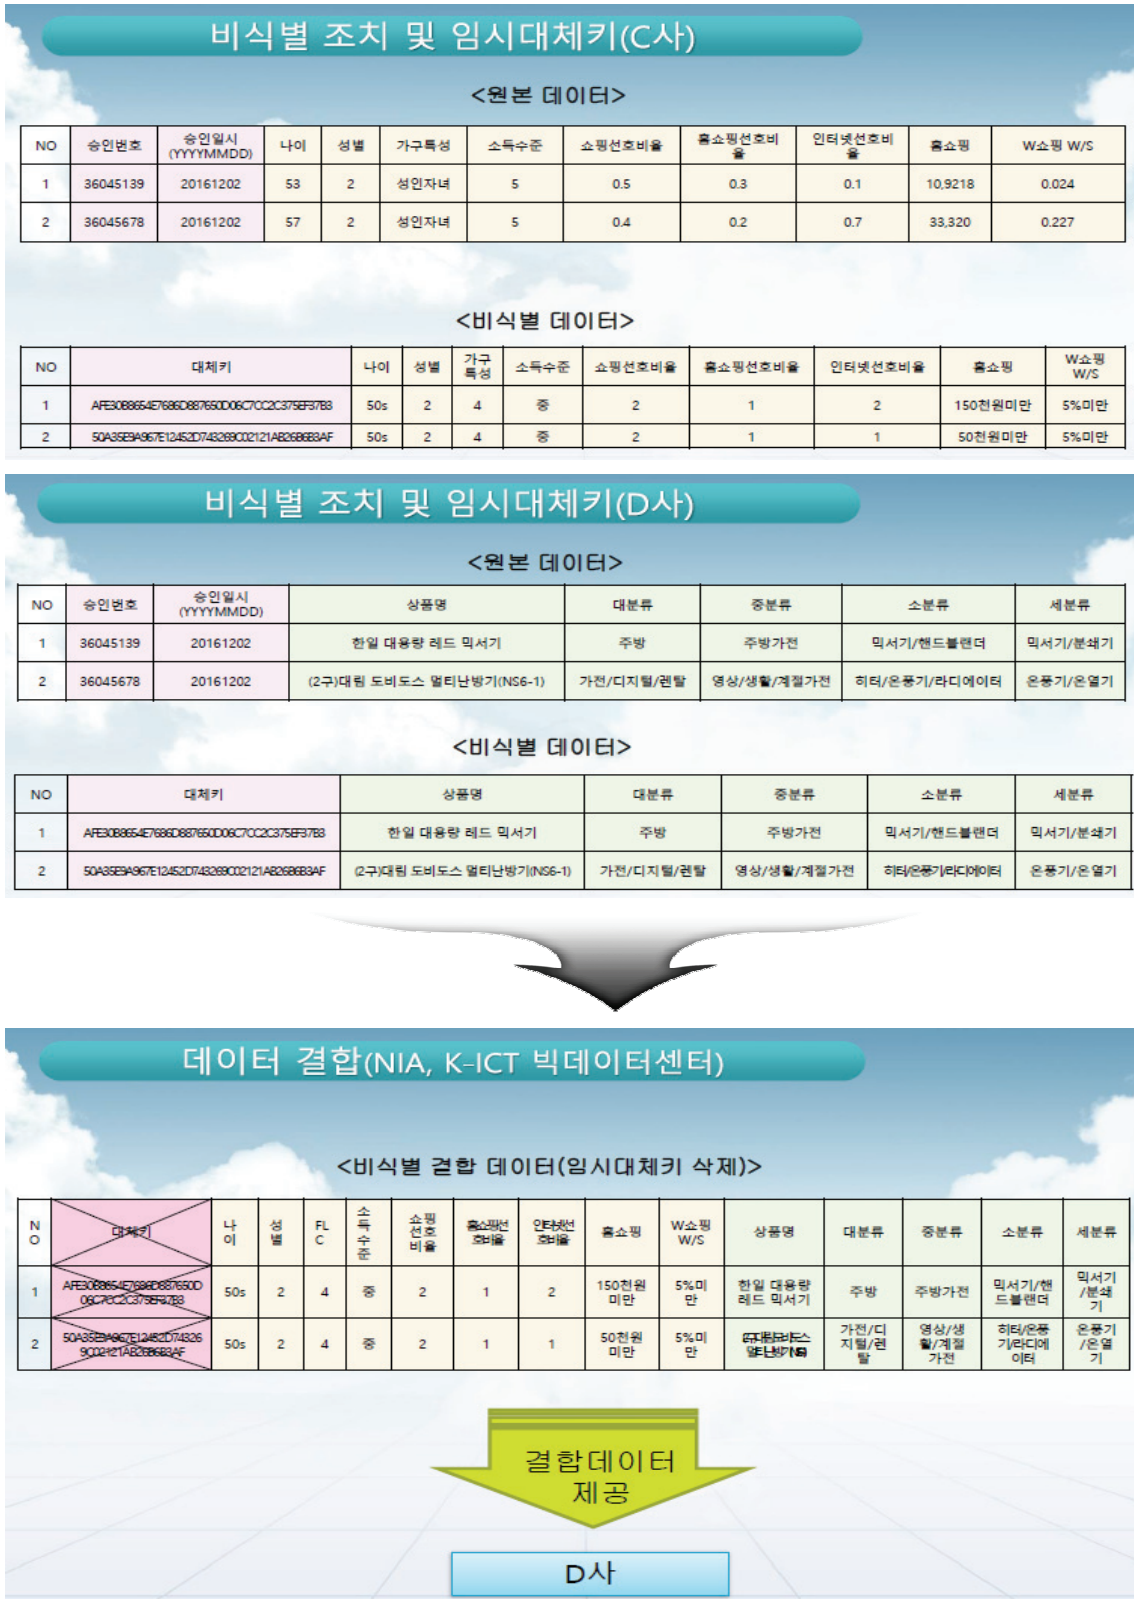 비식별 조치 및 임시대체키(C사)
<원본 데이터>
NO 승인번호 승인일시 (YYYYMMDD) 나이 성별 가구특성 소득수준 쇼핑선호비율 홈쇼핑선호비율 인터넷선호비율 홈쇼핑 W쇼핑 W/S
1 36045139 20161202 53 2 성인자녀 5 0.5 0.3 0.1 10,9218 0.024
2 36045678 20161202 57 2 성인자녀 5 0.4 0.2 0.7 33,320 0.227
<비식별 데이터>
NO 대체키 나이 성별 가구 특성 소득수준 쇼핑선호비율 홈쇼핑선호비율 인터넷선호비율 홈쇼핑 W쇼핑 W/S
1 AFE30B8654E7686D887650D06C7CC2C375EF37B3 50s 2 4 중 2 1 2 150천원미만 5%미만
2 50A35E9A967E12452D743269C02121AB26B6B3AF 50s 2 4 중 2 1 1 50천원미만 5%미만
비식별 조치 및 임시대체키(D사)
<원본 데이터>
NO 승인번호 승인일시 (YYYYMMDD) 상품명 대분류 중분류 소분류 세분류
1 36045139 20161202 한일 대용량 레드 믹서기 주방 주방가전 믹서기/핸드블랜더 믹서기/분쇄기
2 36045678 20161202 (2구)대림 도비도스 멀티난방기(NS6-1) 가전/디지털/렌탈 영상/생활/계절가전 히터/온풍기/라디에이터 온풍기/온열기
<비식별 데이터>
NO 대체키 상품명 대분류 중분류 소분류 세분류
1 AFE30B8654E7686D887650D06C7CC2C375EF37B3 한일 대용량 레드 믹서기 주방 주방가전 믹서기/핸드블랜더 믹서기/분쇄기
2 50A35E9A967E12452D743269C02121AB26B6B3AF (2구)대림 도비도스 멀티난방기(NS6-1) 가전/디지털/렌탈 영상/생활/계절가전 히터/온풍기/라디에이터 온풍기/온열기
데이터 결합(NIA, K-ICT 빅데이터센터)
<비식별 결합 데이터(임시대체키 삭제)>
NO 대체키 나이 성별 FLC 소득수준 쇼핑선호비율 홈쇼핑선호비율 인터넷선호비율 홈쇼핑 W쇼핑 W/S 상품명 대분류 중분류 소분류 세분류
1 AFE30B8654E7686D887650D06C7CC2C375EF37B3 50s 2 4 중 2 1 2 150천원미만 5%미만 한일 대용량 레드 믹서기 주방 주방가전 믹서기/핸드블랜더 믹서기/분쇄기
2 50A35E9A967E12452D743269C02121AB26B6B3AF 50s 2 4 중 2 1 1 50천원미만 5%미만 가전/디지털/렌탈 영상/생활/계절가전 히터/온풍기/라디에이터 온풍기/온열기
결합데이터
제공
D사